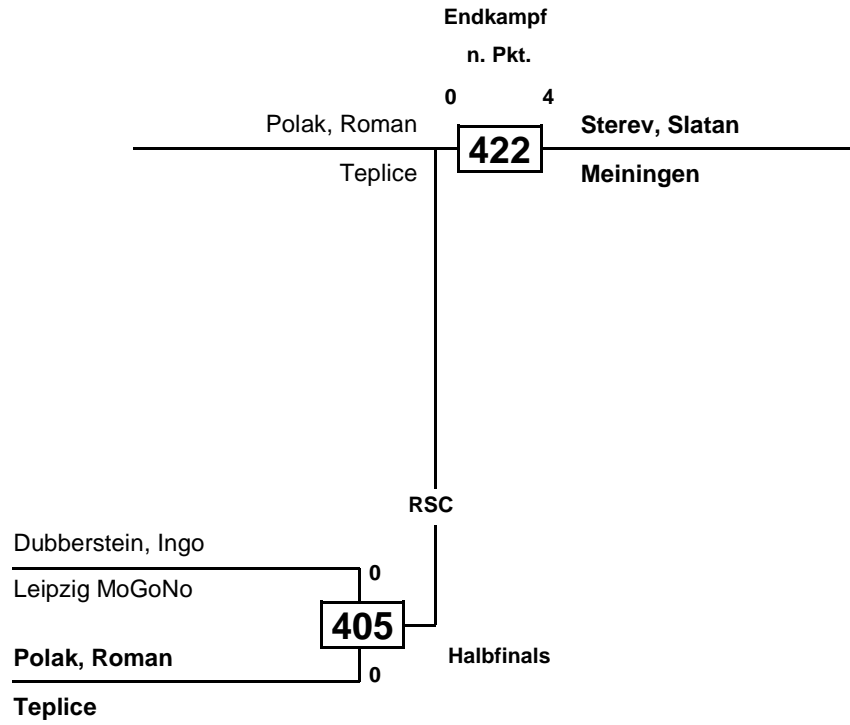 Endkampf
n. Pkt.
0 4
Polak, Roman 422 Sterev, Slatan
Teplice Meiningen
RSC
Dubberstein, Ingo
0
Leipzig MoGoNo
405
Polak, Roman Halbfinals
0
Teplice